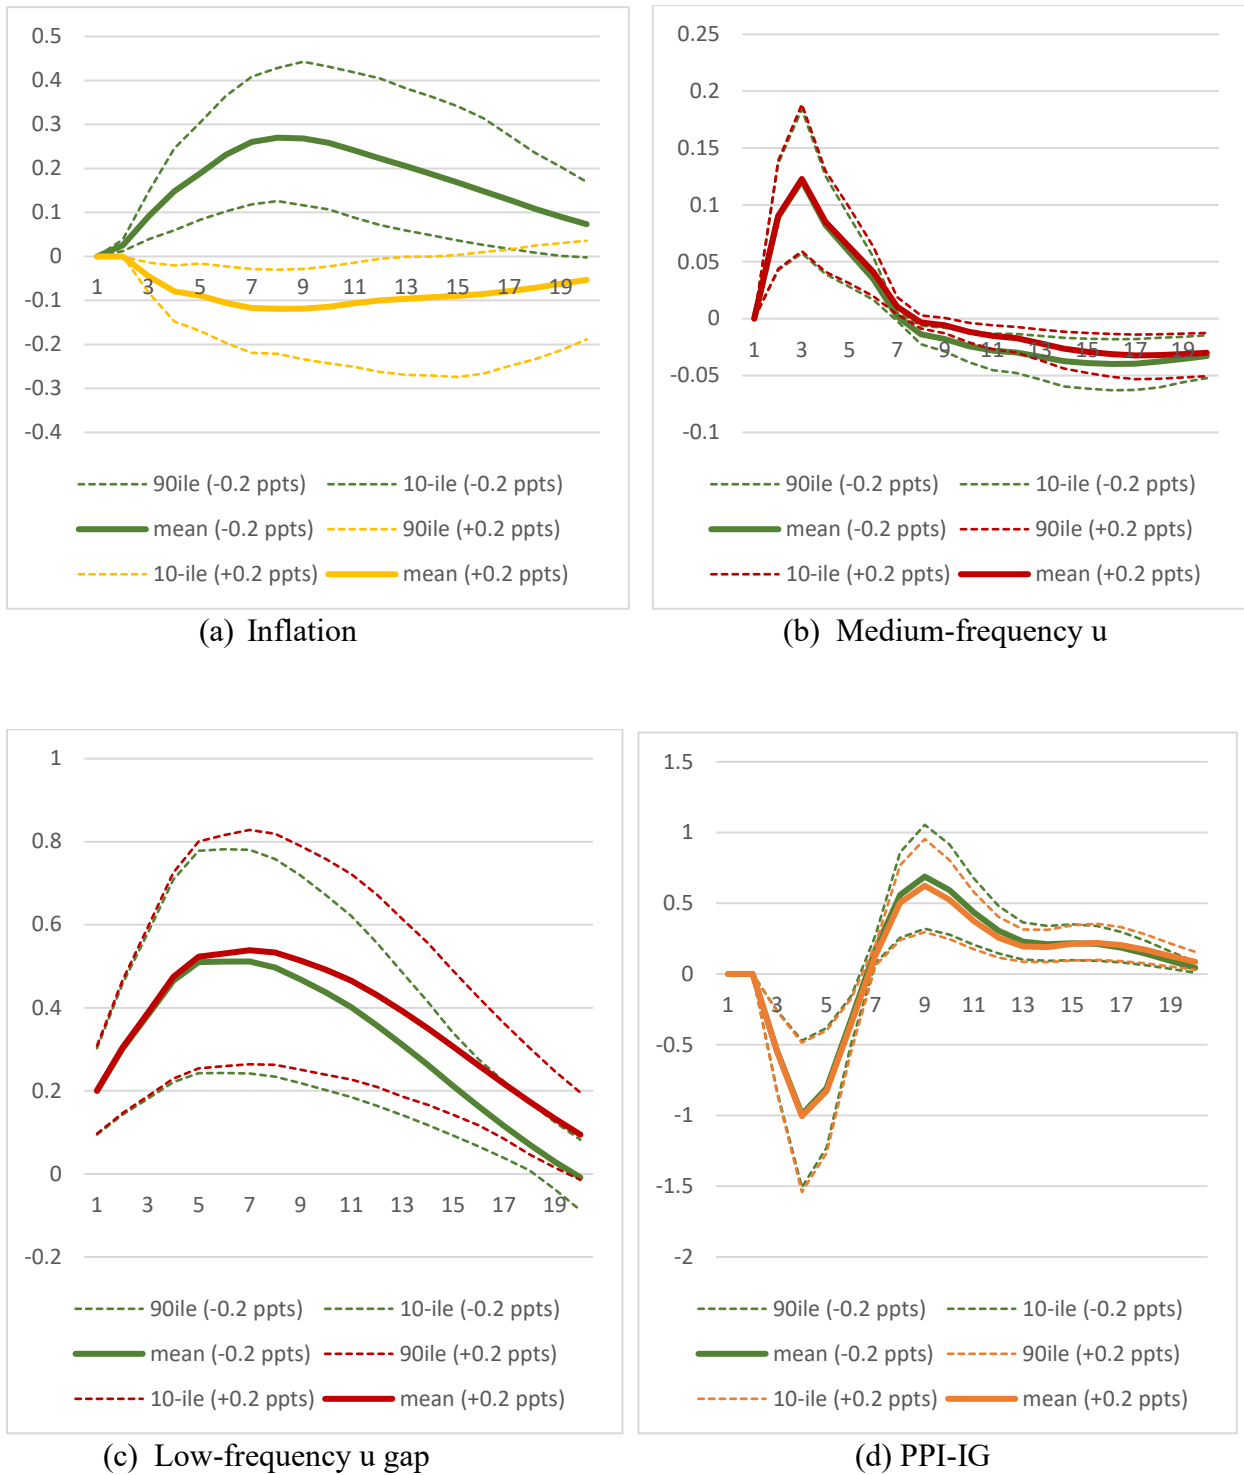 0.5
0.4
0.3
0.2
0.1
0
-0.1
-0.2
-0.3
-0.4
1 3 5 7 9 11 13 15 17 19
90ile (-0.2 ppts) 10-ile (-0.2 ppts)
mean (-0.2 ppts) 90ile (+0.2 ppts)
10-ile (+0.2 ppts) mean (+0.2 ppts)
(a) Inflation
0.25
0.2
0.15
0.1
0.05
0
-0.05
-0.1
1 3 5 7 9 11 13 15 17 19
90ile (-0.2 ppts) 10-ile (-0.2 ppts)
mean (-0.2 ppts) 90ile (+0.2 ppts)
10-ile (+0.2 ppts) mean (+0.2 ppts)
(b) Medium-frequency u
1
0.8
0.6
0.4
0.2
0
-0.2
1 3 5 7 9 11 13 15 17 19
90ile (-0.2 ppts) 10-ile (-0.2 ppts)
mean (-0.2 ppts) 90ile (+0.2 ppts)
10-ile (+0.2 ppts) mean (+0.2 ppts)
(c) Low-frequency u gap
1.5
1
0.5
0
-0.5
-1
-1.5
-2
1 3 5 7 9 11 13 15 17 19
90ile (-0.2 ppts) 10-ile (-0.2 ppts)
mean (-0.2 ppts) 90ile (+0.2 ppts)
10-ile (+0.2 ppts) mean (+0.2 ppts)
(d) PPI-IG